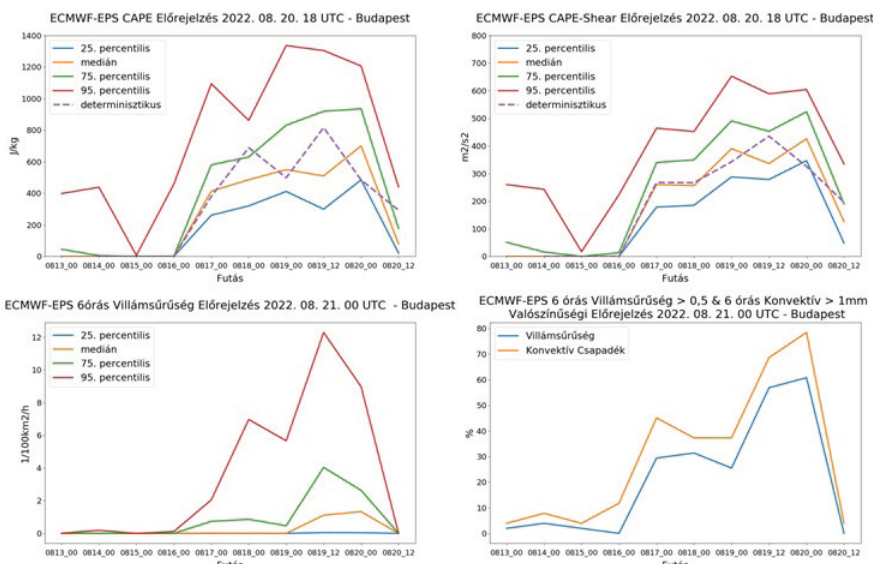 ECMWF-EPS CAPE Előrejelzés 2022. 08. 20. 18 UTC - Budapest
1400
1200
1000
800
600
400
200
0
J/kg
25. percentilis
medián
75. percentilis
95. percentilis
determinisztikus
0813_00 0814_00 0815_00 0816_00 0817_00 0818_00 0819_00 0819_12 0820_00 0820_12
Futás
ECMWF-EPS CAPE-Shear Előrejelzés 2022. 08. 20. 18 UTC - Budapest
800
700
600
500
400
300
200
100
0
m2/s2
25. percentilis
medián
75. percentilis
95. percentilis
determinisztikus
0813_00 0814_00 0815_00 0816_00 0817_00 0818_00 0819_00 0819_12 0820_00 0820_12
Futás
ECMWF-EPS 6órás Villámsűrűség Előrejelzés 2022. 08. 21. 00 UTC - Budapest
12
10
8
6
4
2
0
1/100km2/h
25. percentilis
medián
75. percentilis
95. percentilis
0813_00 0814_00 0815_00 0816_00 0817_00 0818_00 0819_00 0819_12 0820_00 0820_12
Futás
ECMWF-EPS 6 órás Villámsűrűség > 0,5 & 6 órás Konvektív > 1mm
Valószínűségi Előrejelzés 2022. 08. 21. 00 UTC - Budapest
80
70
60
50
40
30
20
10
0
%
Villámsűrűség
Konvektív Csapadék
0813_00 0814_00 0815_00 0816_00 0817_00 0818_00 0819_00 0819_12 0820_00 0820_12
Futás